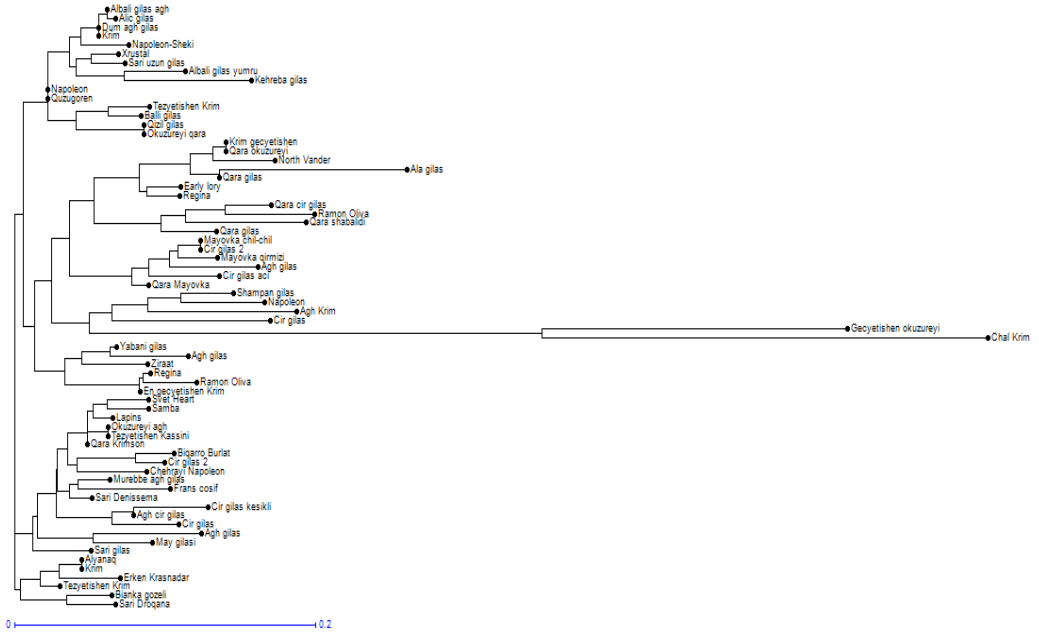 Albali gilas agh
Alic gilas
Dum agh gilas
Krim
Napoleon-Sheki
Xrustal
Sari uzun gilas
Albali gilas yumru
Kehreba gilas
Napoleon
Quzugoren
Tezyetishen Krim
Balli gilas
Qizil gilas
Okuzureyi qara
Krim gecyetishen
Qara okuzureyi
North Vander
Ala gilas
Qara gilas
Early lory
Regina
Qara cir gilas
Ramon Oliva
Qara shabalidi
Qara gilas
Mayovka chil-chil
Cir gilas 2
Mayovka qirmizi
Agh gilas
Cir gilas aci
Qara Mayovka
Shampan gilas
Napoleon
Agh Krim
Cir gilas
Gecyetishen okuzureyi
Chal Krim
Yabani gilas
Agh gilas
Ziraat
Regina
Ramon Oliva
En gecyetishen Krim
Svet Heart
Samba
Lapins
Okuzureyi agh
Tezyetishen Kassini
Qara Krimson
Biqarro Burlat
Cir gilas 2
Chehrayi Napoleon
Murebbe agh gilas
Frans cosif
Sari Denissema
Cir gilas kesikli
Agh cir gilas
Cir gilas
Agh gilas
May gilasi
Sari gilas
Alyanaq
Krim
Erken Krasnadar
Tezyetishen Krim
Bianka gozeli
Sari Droqana
0 0.2